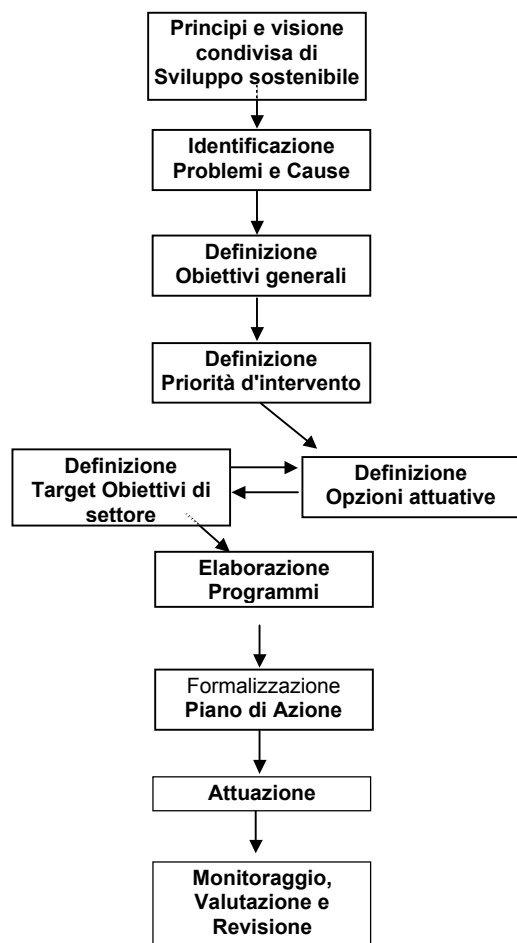 Principi e visione
condivisa di
Sviluppo sostenibile
Identificazione
Problemi e Cause
Definizione
Obiettivi generali
Definizione
Priorità d'intervento
Definizione
Target Obiettivi di
settore
Definizione
Opzioni attuative
Elaborazione
Programmi
Formalizzazione
Piano di Azione
Attuazione
Monitoraggio,
Valutazione e
Revisione